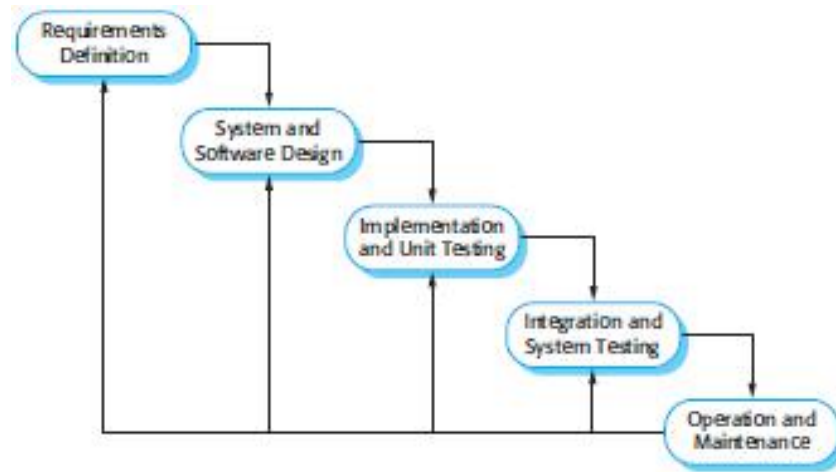 Requirements
Definition
System and
Software Design
Implementation
and Unit Testing
Integration and
System Testing
Operation and
Maintenance